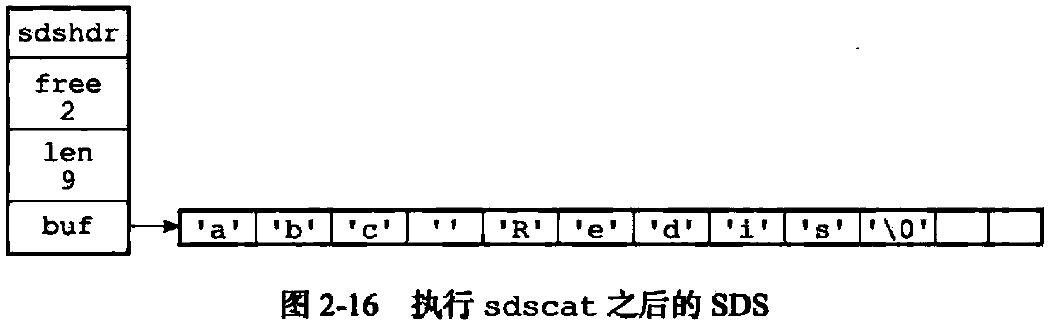 sdshdr
free
2
len
9
buf
'a' 'b' 'c' ' ' 'R' 'e' 'd' 'i' 's' '\0'
图 2-16 执行 sdscat 之后的 SDS